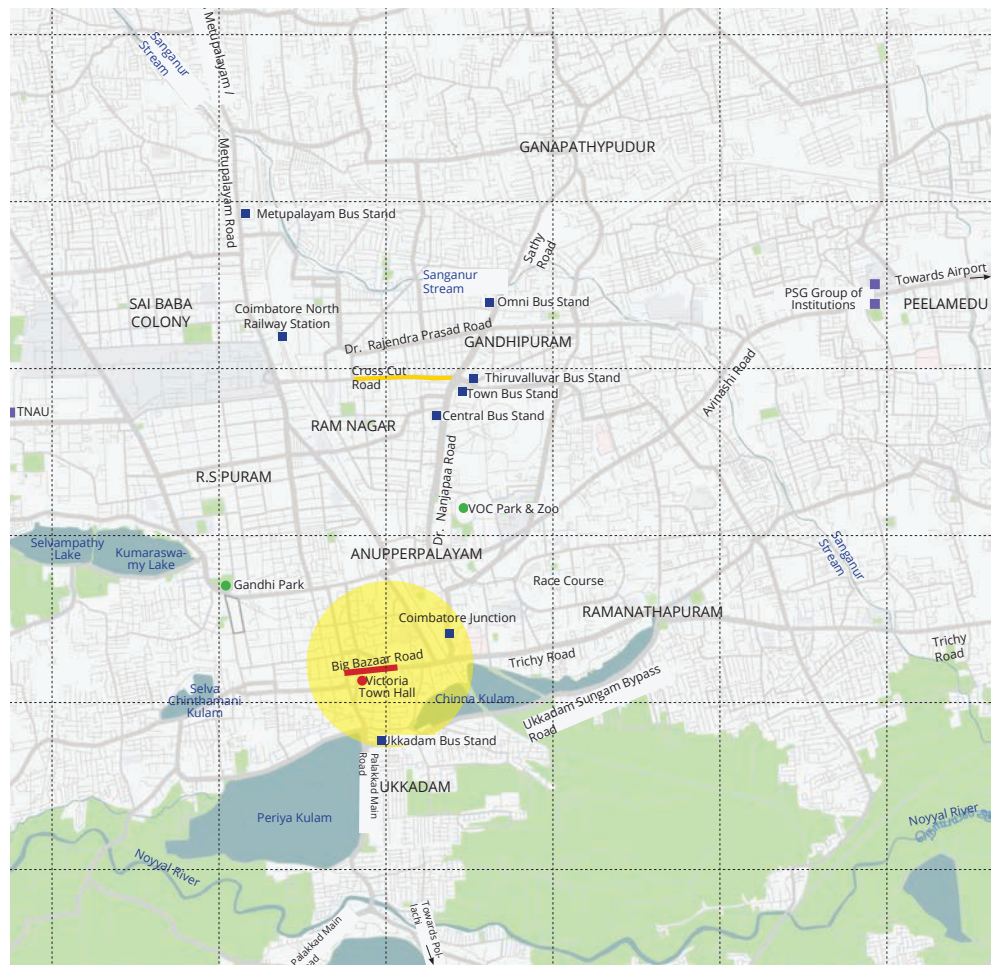 Metupalayam /
Sanganur
Stream
Metupalayam Road
GANAPATHYPUDUR
Metupalayam Bus Stand
Sathy
Road
Sanganur
Stream
Towards Airport
PSG Group of
Institutions
PEELAMEDU
SAI BABA
COLONY
Coimbatore North
Railway Station
Omni Bus Stand
Dr. Rajendra Prasad Road
GANDHIPURAM
Cross Cut
Road
Thiruvalluvar Bus Stand
Town Bus Stand
Avinashi Road
TNAU
Central Bus Stand
RAM NAGAR
R.S PURAM
Dr. Nanjapaa Road
VOC Park & Zoo
Selvampathy
Lake
Kumaraswa-
my Lake
ANUPPERPALAYAM
Sanganur
Stream
Gandhi Park
Race Course
RAMANATHAPURAM
Coimbatore Junction
Trichy
Road
Big Bazaar Road
Trichy Road
Victoria
Town Hall
Selva
Chinthamani
Kulam
Chinna Kulam
Ukkadam Sungam Bypass
Road
Ukkadam Bus Stand
Palakkad Main
Road
UKKADAM
Periya Kulam
Noyyal River
Noyyal River
Palakkad Main
Road
Towards Pol-
lachi